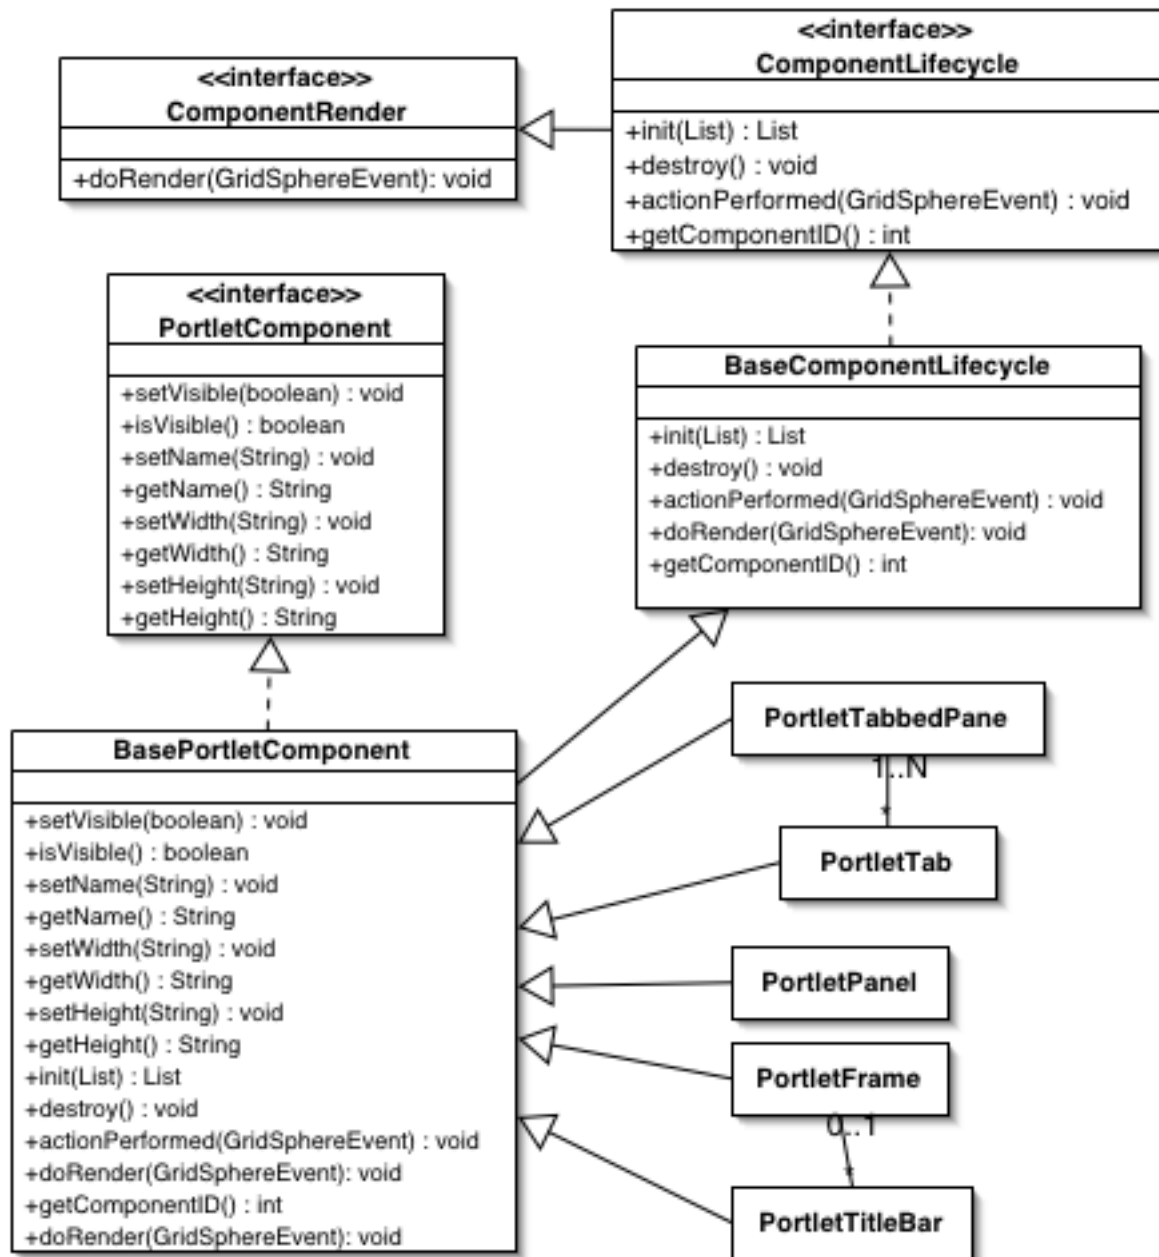 <<interface>>
ComponentRender
+doRender(GridSphereEvent): void
<<interface>>
ComponentLifecycle
+init(List) : List
+destroy() : void
+actionPerformed(GridSphereEvent) : void
+getComponentID() : int
<<interface>>
PortletComponent
+setVisible(boolean) : void
+isVisible() : boolean
+setName(String) : void
+getName() : String
+setWidth(String) : void
+getWidth() : String
+setHeight(String) : void
+getHeight() : String
BaseComponentLifecycle
+init(List) : List
+destroy() : void
+actionPerformed(GridSphereEvent) : void
+doRender(GridSphereEvent): void
+getComponentID() : int
BasePortletComponent
+setVisible(boolean) : void
+isVisible() : boolean
+setName(String) : void
+getName() : String
+setWidth(String) : void
+getWidth() : String
+setHeight(String) : void
+getHeight() : String
+init(List) : List
+destroy() : void
+actionPerformed(GridSphereEvent) : void
+doRender(GridSphereEvent): void
+getComponentID() : int
+doRender(GridSphereEvent): void
PortletTabbedPane
1..N
*
PortletTab
PortletPanel
PortletFrame
0..1
*
PortletTitleBar